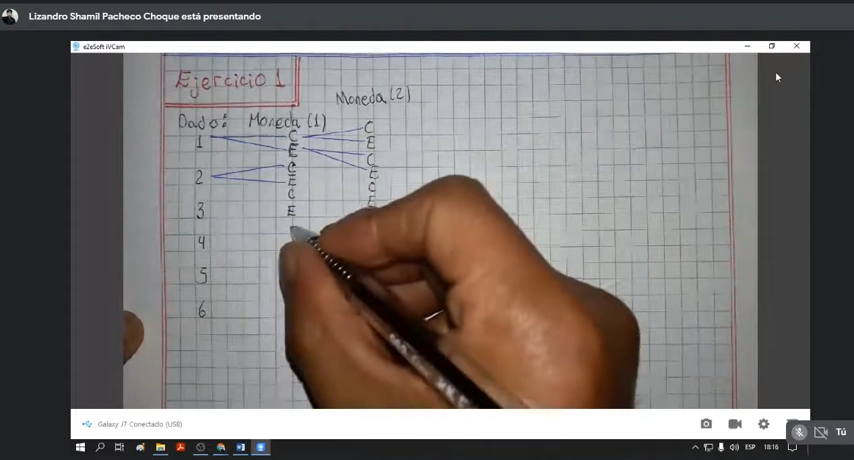 Lizandro Shamil Pacheco Choque está presentando
e2eSoft iVCam
Ejercicio 1
Moneda (2)
Dado: Moneda (1)
C
1 C E
E C
C E
2 E C
C E
3 E
4
5
6
Galaxy J7 Conectado (USB)
Tú
ESP 18:16